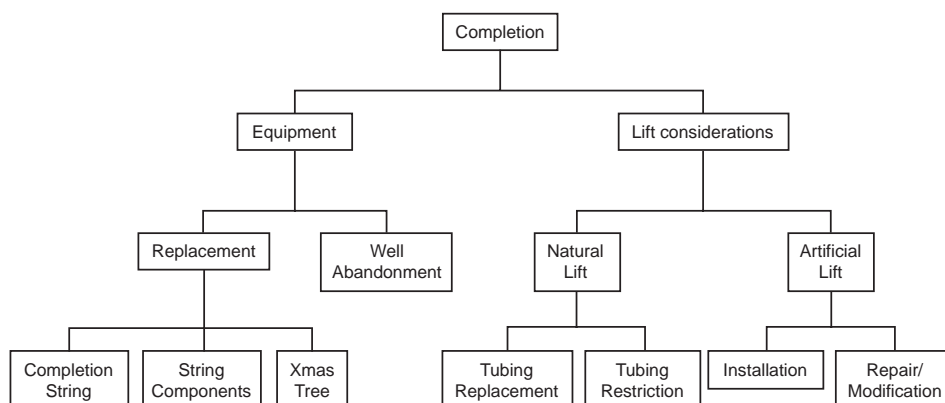 Completion
Equipment
Lift considerations
Replacement
Well
Abandonment
Natural
Lift
Artificial
Lift
Completion
String
String
Components
Xmas
Tree
Tubing
Replacement
Tubing
Restriction
Installation
Repair/
Modification